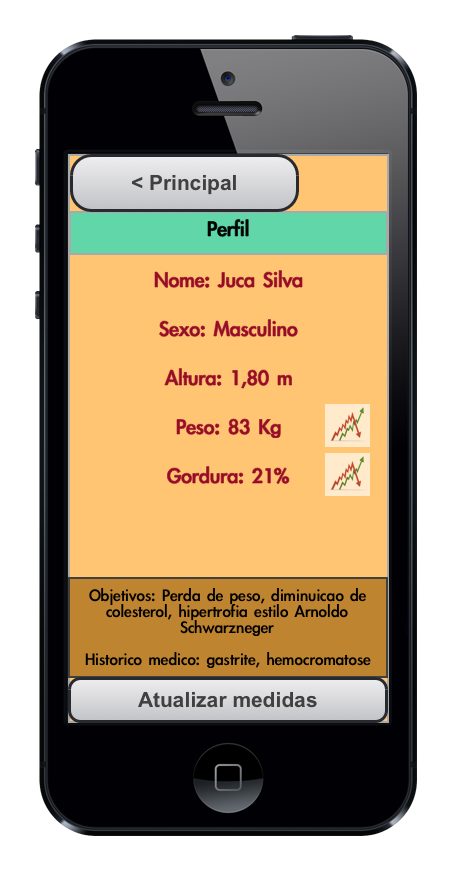 < Principal
Perfil
Nome: Juca Silva
Sexo: Masculino
Altura: 1,80 m
Peso: 83 Kg
Gordura: 21%
Objetivos: Perda de peso, diminuicao de
colesterol, hipertrofia estilo Arnoldo
Schwarzneger
Historico medico: gastrite, hemocromatose
Atualizar medidas